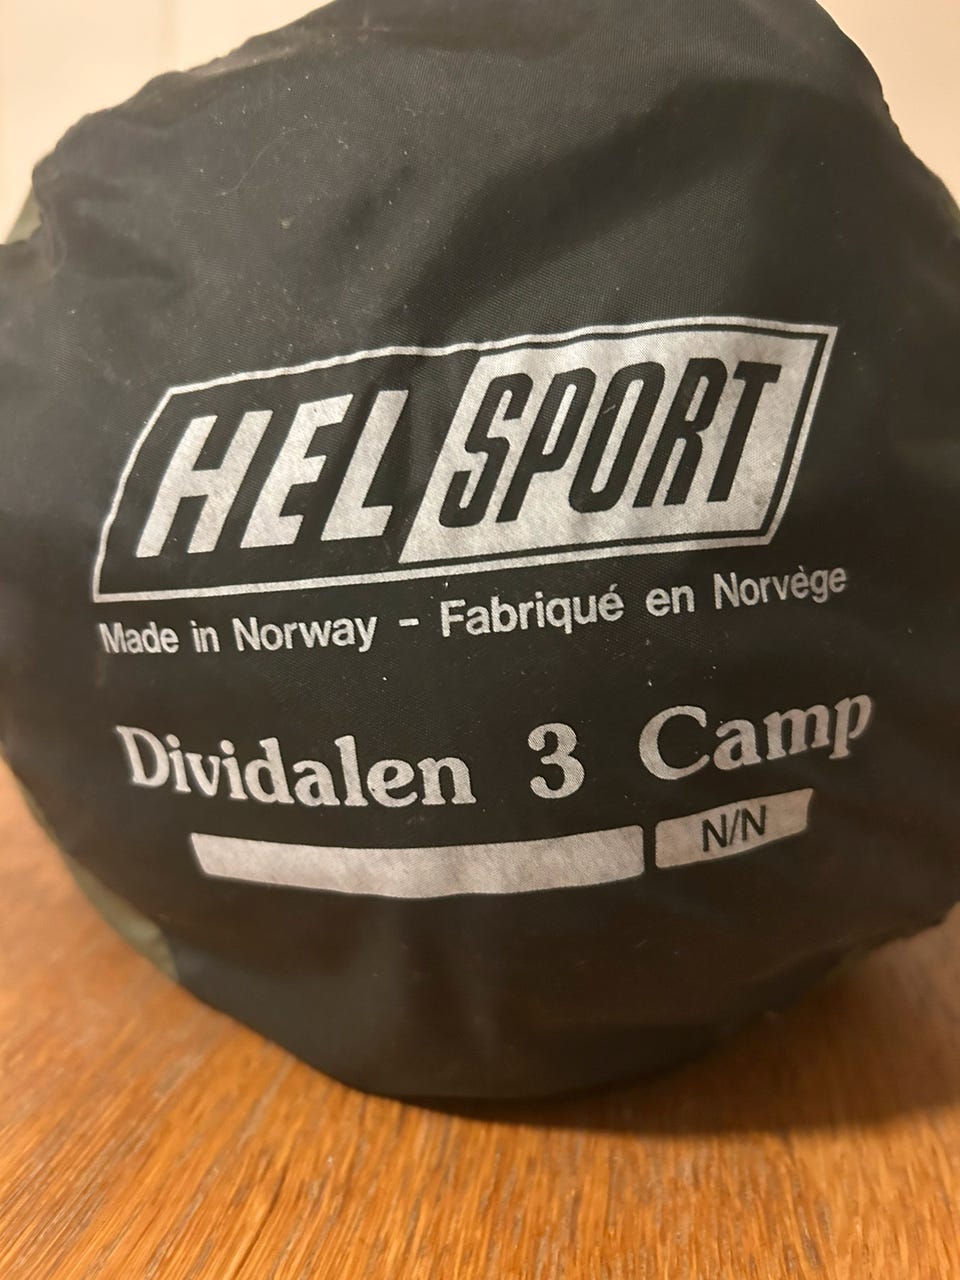 HEL SPORT
Made in Norway - Fabriqué en Norvège
Dividalen 3 Camp
N/N